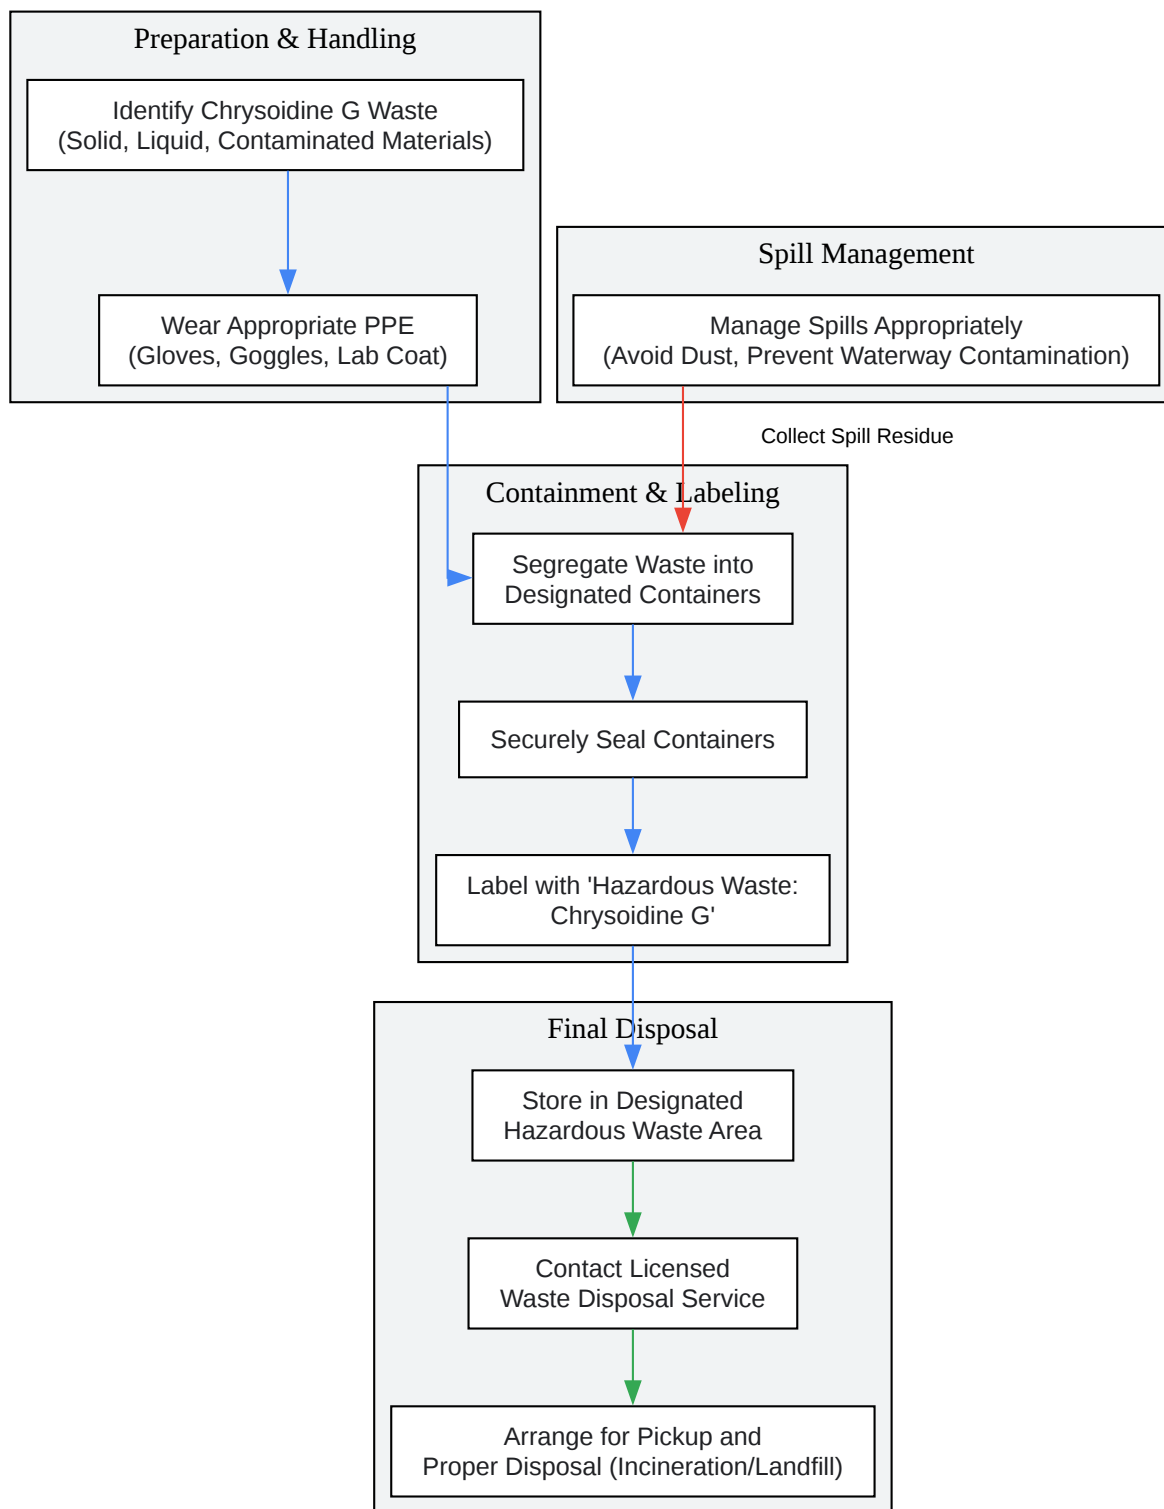 Preparation & Handling
Identify Chrysoidine G Waste
(Solid, Liquid, Contaminated Materials)
Wear Appropriate PPE
(Gloves, Goggles, Lab Coat)
Spill Management
Manage Spills Appropriately
(Avoid Dust, Prevent Waterway Contamination)
Collect Spill Residue
Containment & Labeling
Segregate Waste into
Designated Containers
Securely Seal Containers
Label with 'Hazardous Waste:
Chrysoidine G'
Final Disposal
Store in Designated
Hazardous Waste Area
Contact Licensed
Waste Disposal Service
Arrange for Pickup and
Proper Disposal (Incineration/Landfill)